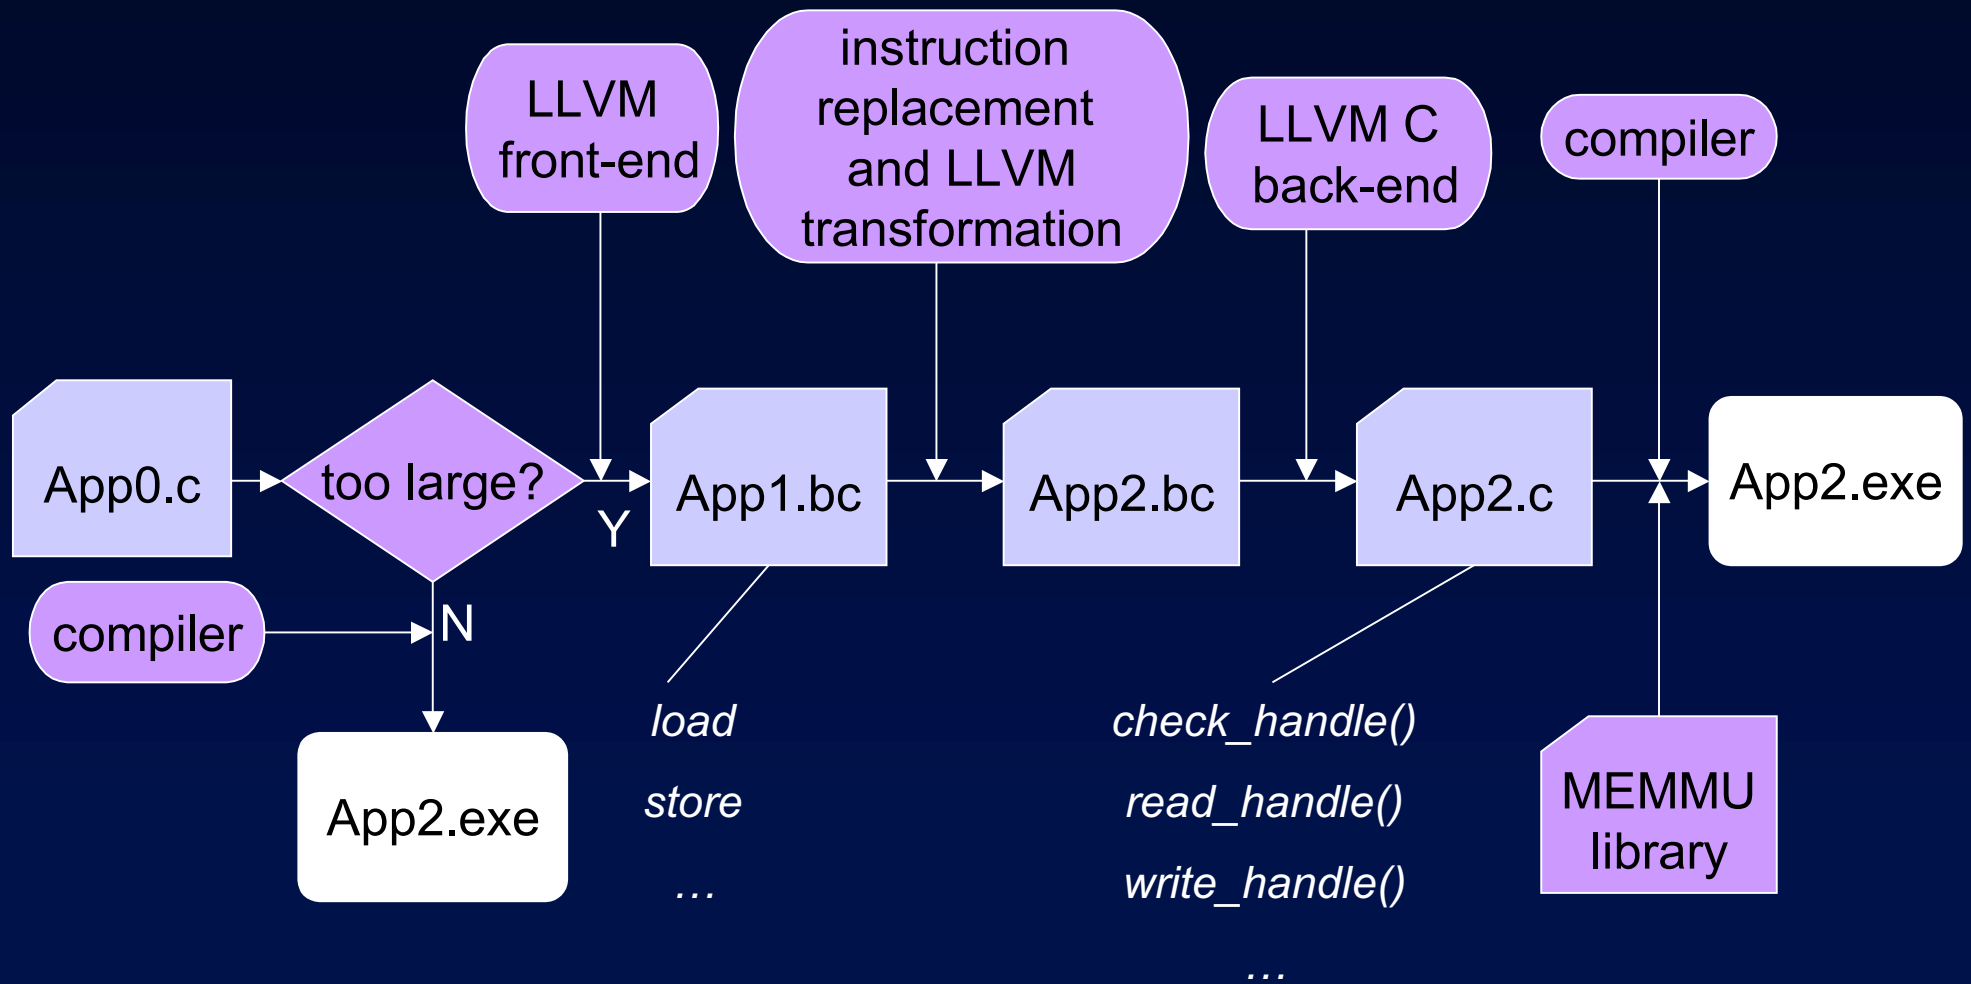 LLVM
front-end
instruction
replacement
and LLVM
transformation
LLVM C
back-end
compiler
App0.c
too large?
Y
App1.bc
App2.bc
App2.c
App2.exe
compiler
N
App2.exe
load
store
…
check_handle()
read_handle()
write_handle()
…
MEMMU
library